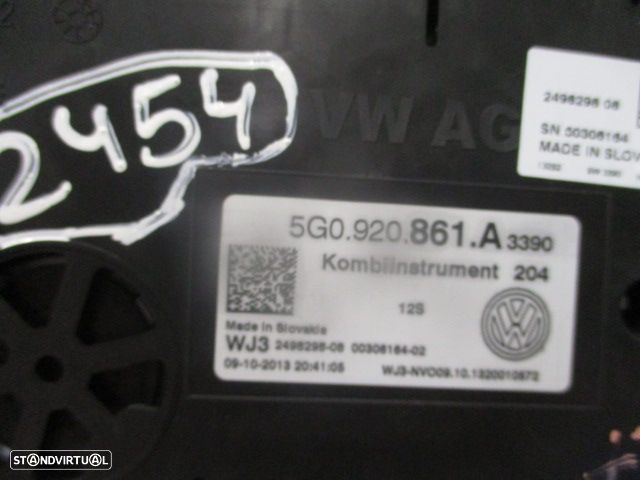 2454
VW AG
2498298 08
SN 00306164
MADE IN SLOV
5G0.920.861.A 3390
Kombiinstrument 204
12S
Made in Slovakia
WJ3 2498298-08 00306164-02
09-10-2013 20:41:05 WJ3-NVO09.10.1320010872
STANDVIRTUAL